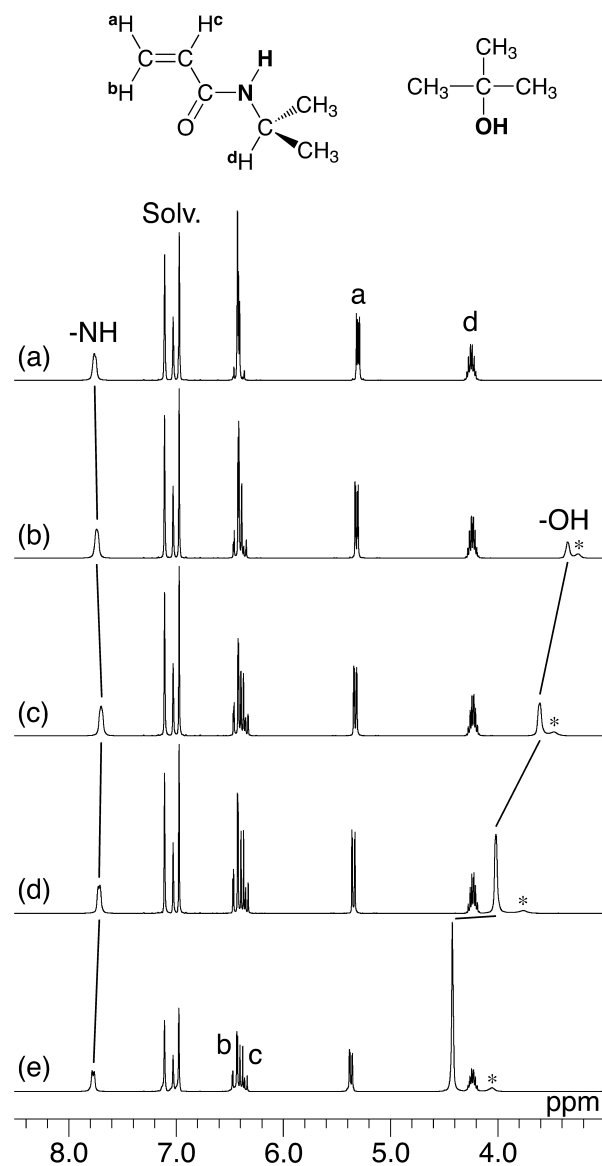 aH Hc
C=C
bH
H
C N
O
CH3
C
dH CH3
CH3
CH3 C CH3
OH
Solv.
-NH
a
d
(a)
-OH
(b)
*
(c)
*
(d)
*
b
c
(e)
*
ppm
8.0 7.0 6.0 5.0 4.0